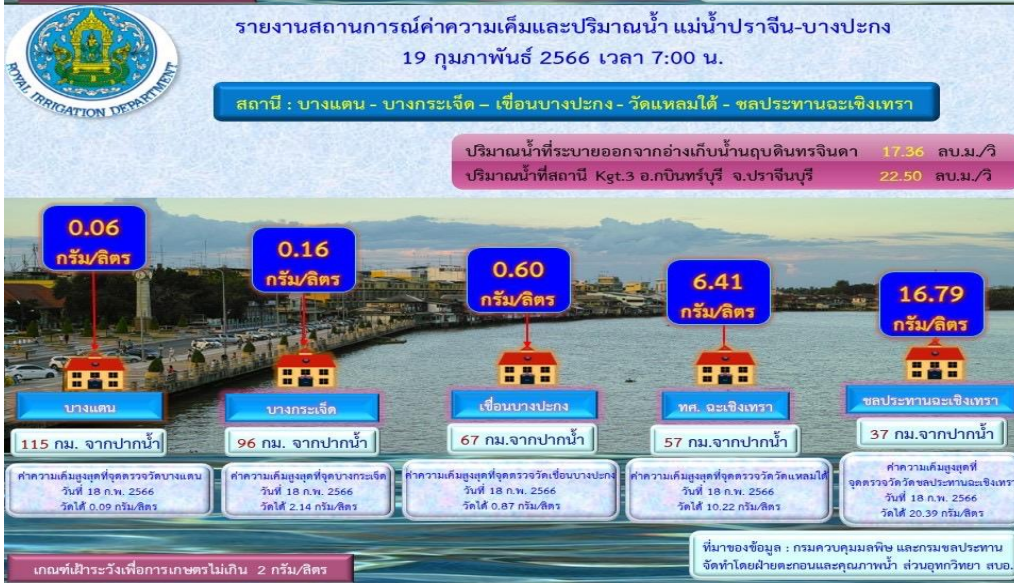 รายงานสถานการณ์ค่าความเค็มและปริมาณน้ำ แม่น้ำปราจีน-บางปะกง
19 กุมภาพันธ์ 2566 เวลา 7:00 น.
ROYAL IRRIGATION DEPARTMENT
สถานี : บางแตน - บางกระเจ็ด – เขื่อนบางปะกง - วัดแหลมใต้ - ชลประทานฉะเชิงเทรา
ปริมาณน้ำที่ระบายออกจากอ่างเก็บน้ำนฤบดินทรจินดา 17.36 ลบ.ม./วิ
ปริมาณน้ำที่สถานี Kgt.3 อ.กบินทร์บุรี จ.ปราจีนบุรี 22.50 ลบ.ม./วิ
0.06
กรัม/ลิตร
บางแตน
115 กม. จากปากน้ำ
ค่าความเค็มสูงสุดที่จุดตรวจวัดบางแตน
วันที่ 18 ก.พ. 2566
วัดได้ 0.09 กรัม/ลิตร
0.16
กรัม/ลิตร
บางกระเจ็ด
96 กม. จากปากน้ำ
ค่าความเค็มสูงสุดที่จุดบางกระเจ็ด
วันที่ 18 ก.พ. 2566
วัดได้ 2.14 กรัม/ลิตร
0.60
กรัม/ลิตร
เขื่อนบางปะกง
67 กม.จากปากน้ำ
ค่าความเค็มสูงสุดที่จุดตรวจวัดเขื่อนบางปะกง
วันที่ 18 ก.พ. 2566
วัดได้ 0.87 กรัม/ลิตร
6.41
กรัม/ลิตร
ทศ. ฉะเชิงเทรา
57 กม.จากปากน้ำ
ค่าความเค็มสูงสุดที่จุดตรวจวัดวัดแหลมใต้
วันที่ 18 ก.พ. 2566
วัดได้ 10.22 กรัม/ลิตร
16.79
กรัม/ลิตร
ชลประทานฉะเชิงเทรา
37 กม.จากปากน้ำ
ค่าความเค็มสูงสุดที่
จุดตรวจวัดวัดชลประทานฉะเชิงเทรา
วันที่ 18 ก.พ. 2566
วัดได้ 20.39 กรัม/ลิตร
เกณฑ์เฝ้าระวังเพื่อการเกษตรไม่เกิน 2 กรัม/ลิตร
ที่มาของข้อมูล : กรมควบคุมมลพิษ และกรมชลประทาน
จัดทำโดยฝ่ายตะกอนและคุณภาพน้ำ ส่วนอุทกวิทยา สบอ.